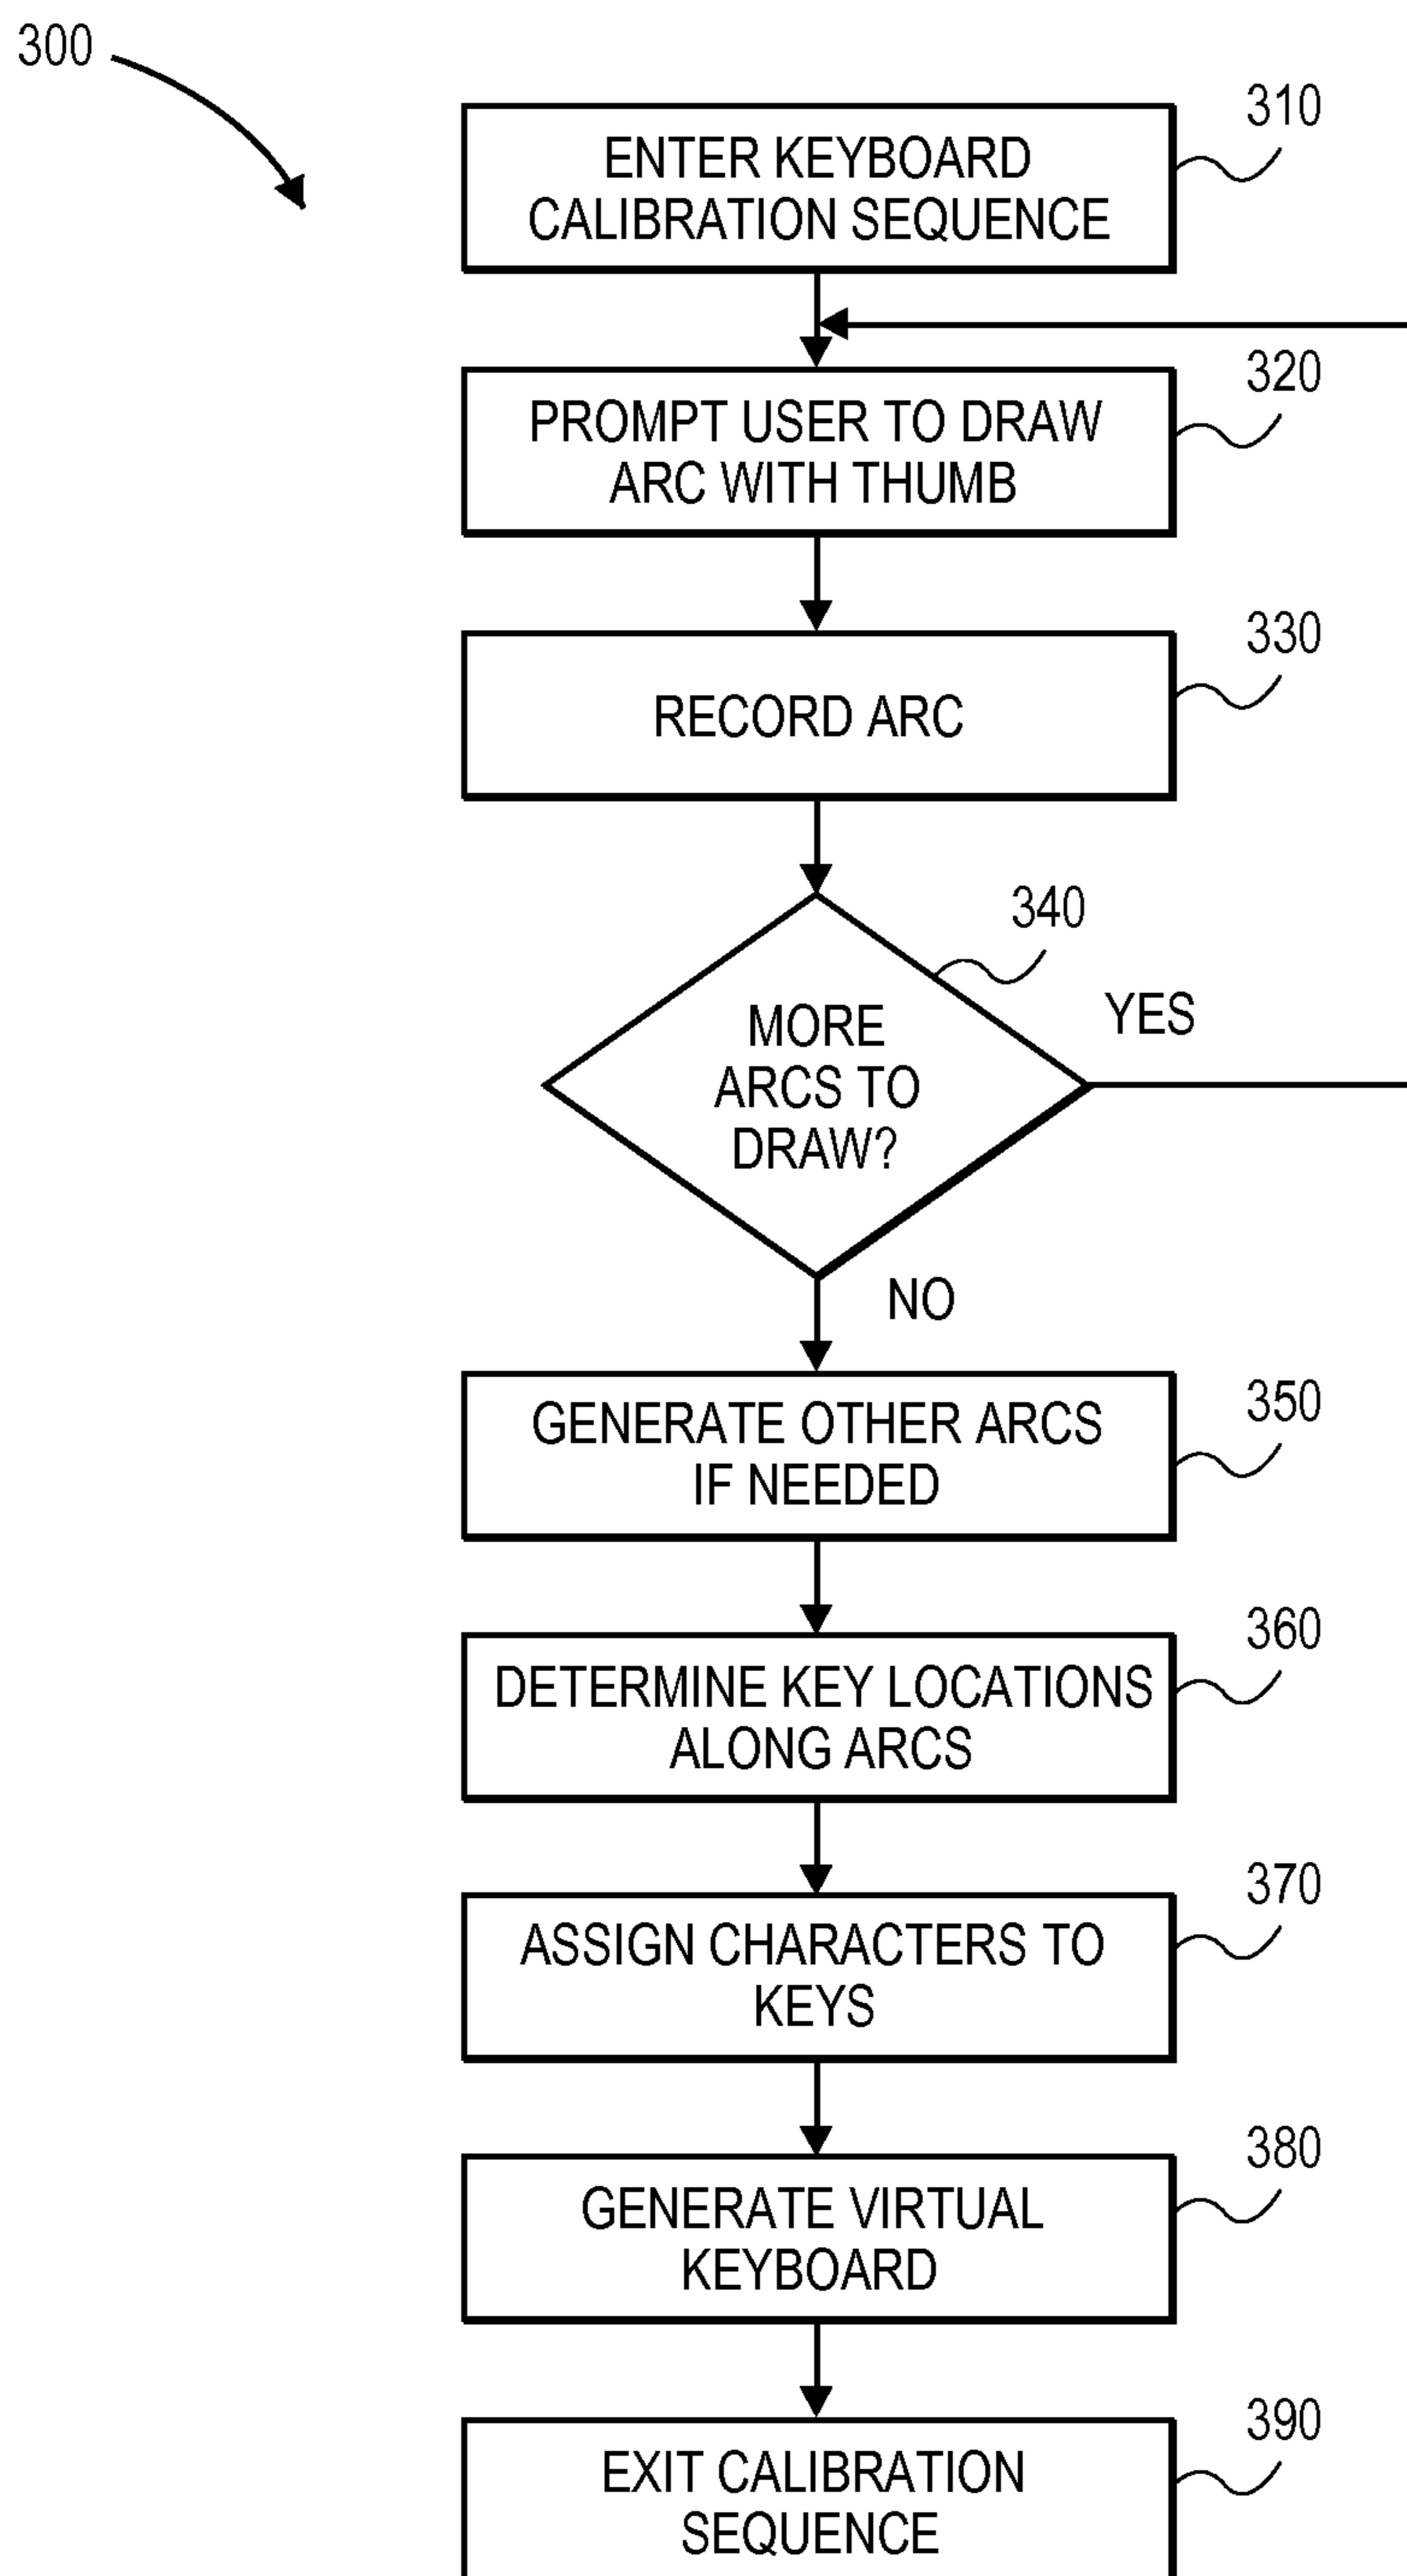 300
310
ENTER KEYBOARD
CALIBRATION SEQUENCE
320
PROMPT USER TO DRAW
ARC WITH THUMB
330
RECORD ARC
340
MORE
ARCS TO
DRAW?
YES
NO
350
GENERATE OTHER ARCS
IF NEEDED
360
DETERMINE KEY LOCATIONS
ALONG ARCS
370
ASSIGN CHARACTERS TO
KEYS
380
GENERATE VIRTUAL
KEYBOARD
390
EXIT CALIBRATION
SEQUENCE